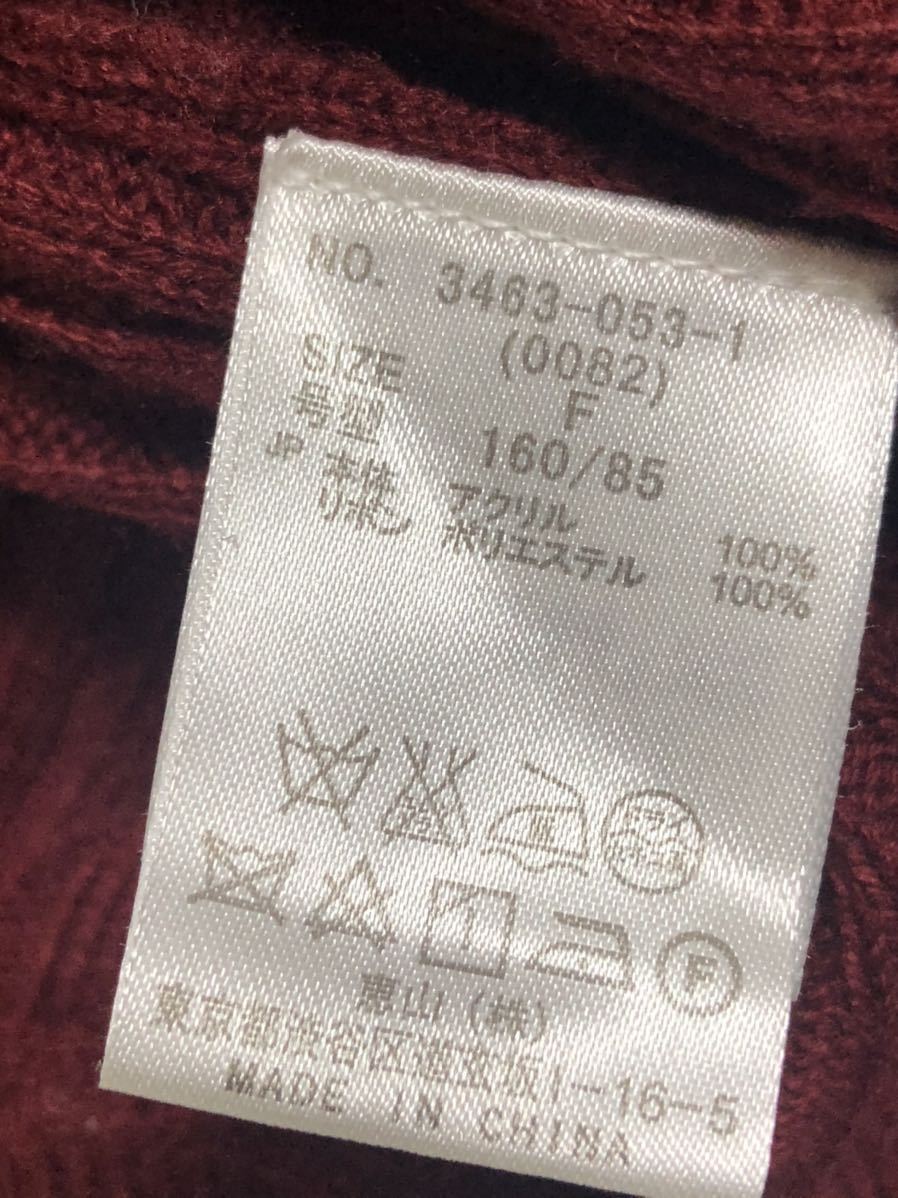 NO. 3463-053-1
(0082)
SIZE F
号型 160/85
JP 本体 アクリル 100%
リボン ポリエステル 100%
F
東山(株)
東京都渋谷区道玄坂1-16-5
MADE IN CHINA